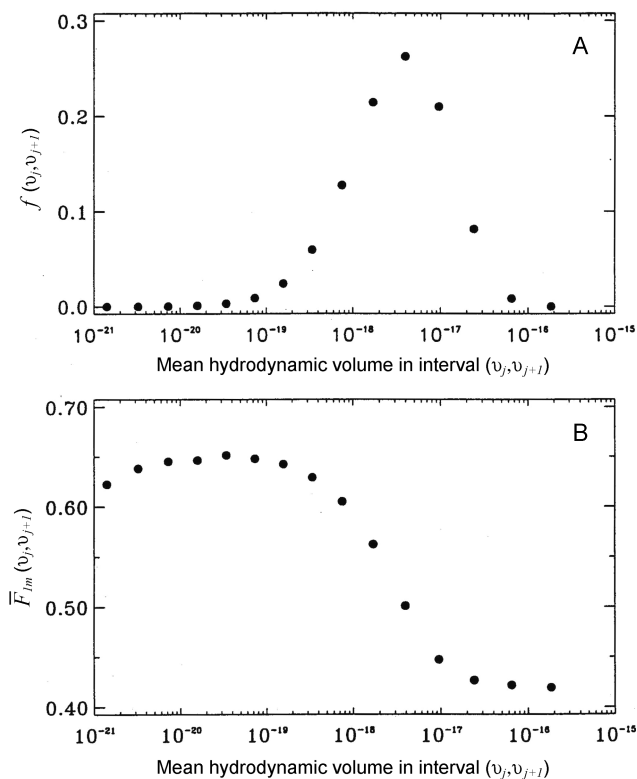 A
f (υj,υj+1)
0.3
0.2
0.1
0.0
10-21 10-20 10-19 10-18 10-17 10-16 10-15
Mean hydrodynamic volume in interval (υj,υj+1)
B
F̅1m (υj,υj+1)
0.70
0.60
0.50
0.40
10-21 10-20 10-19 10-18 10-17 10-16 10-15
Mean hydrodynamic volume in interval (υj,υj+1)